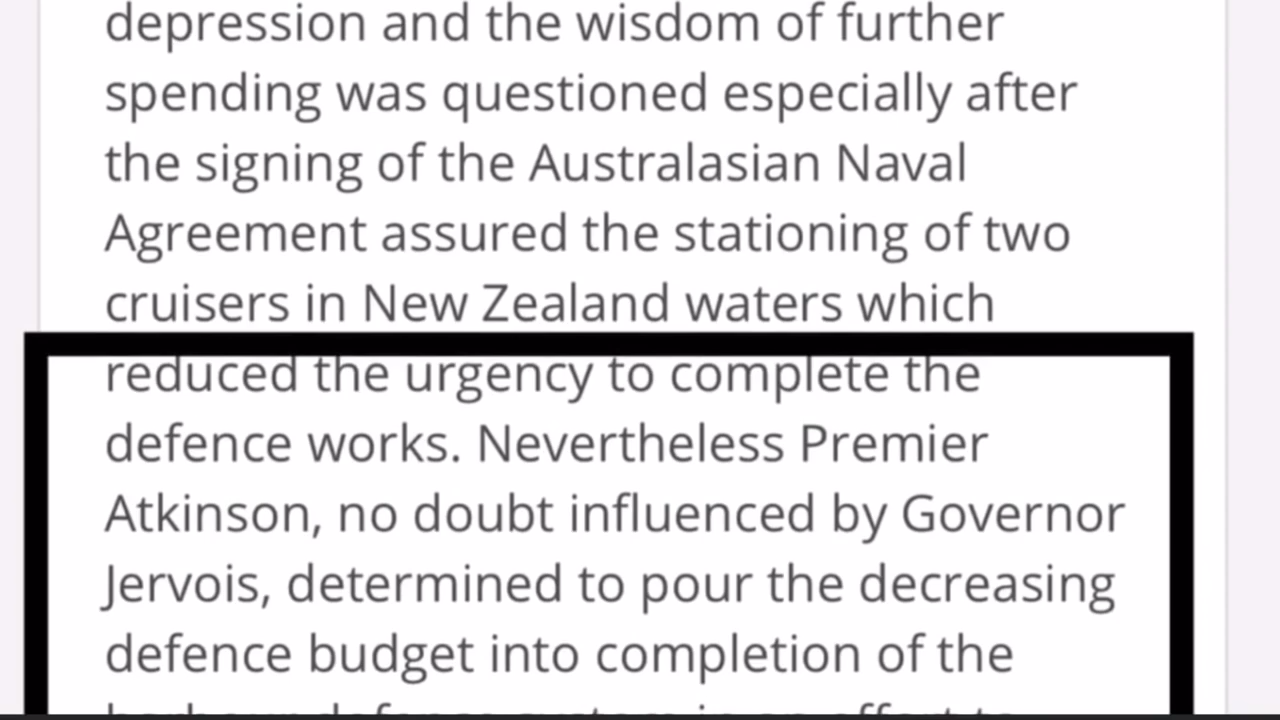 depression and the wisdom of further
spending was questioned especially after
the signing of the Australasian Naval
Agreement assured the stationing of two
cruisers in New Zealand waters which
reduced the urgency to complete the
defence works. Nevertheless Premier
Atkinson, no doubt influenced by Governor
Jervois, determined to pour the decreasing
defence budget into completion of the